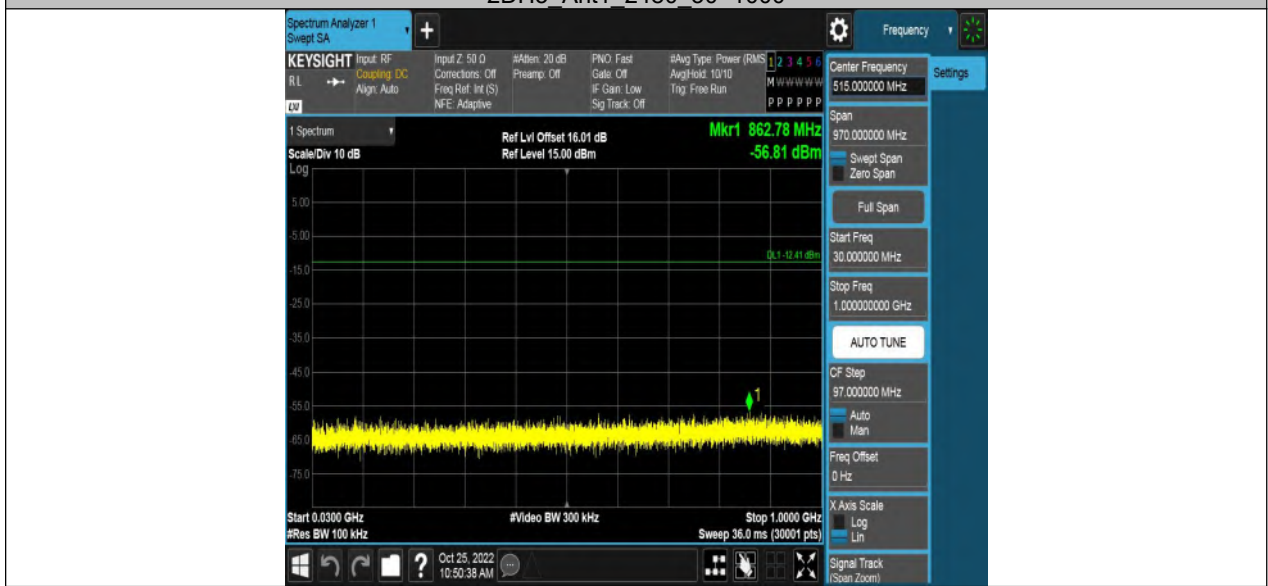 Spectrum Analyzer 1
Swept SA
+
Frequency
KEYSIGHT
RL
LXI
Input: RF
Coupling: DC
Align: Auto
Input Z: 50 Ω
Corrections: Off
Freq Ref: Int (S)
NFE: Adaptive
#Atten: 20 dB
Preamp: Off
PNO: Fast
Gate: Off
IF Gain: Low
Sig Track: Off
#Avg Type: Power (RMS
Avg|Hold: 10/10
Trig: Free Run
1 2 3 4 5 6
M W W W W W
P P P P P P
1 Spectrum
Scale/Div 10 dB
Log
Ref Lvl Offset 16.01 dB
Ref Level 15.00 dBm
Mkr1 862.78 MHz
-56.81 dBm
5.00
-5.00
DL1 -12.41 dBm
-15.0
-25.0
-35.0
-45.0
1
-55.0
-65.0
-75.0
Start 0.0300 GHz
#Res BW 100 kHz
#Video BW 300 kHz
Stop 1.0000 GHz
Sweep 36.0 ms (30001 pts)
?
Oct 25, 2022
10:50:38 AM
Center Frequency
515.000000 MHz
Settings
Span
970.000000 MHz
Swept Span
Zero Span
Full Span
Start Freq
30.000000 MHz
Stop Freq
1.000000000 GHz
AUTO TUNE
CF Step
97.000000 MHz
Auto
Man
Freq Offset
0 Hz
X Axis Scale
Log
Lin
Signal Track
(Span Zoom)